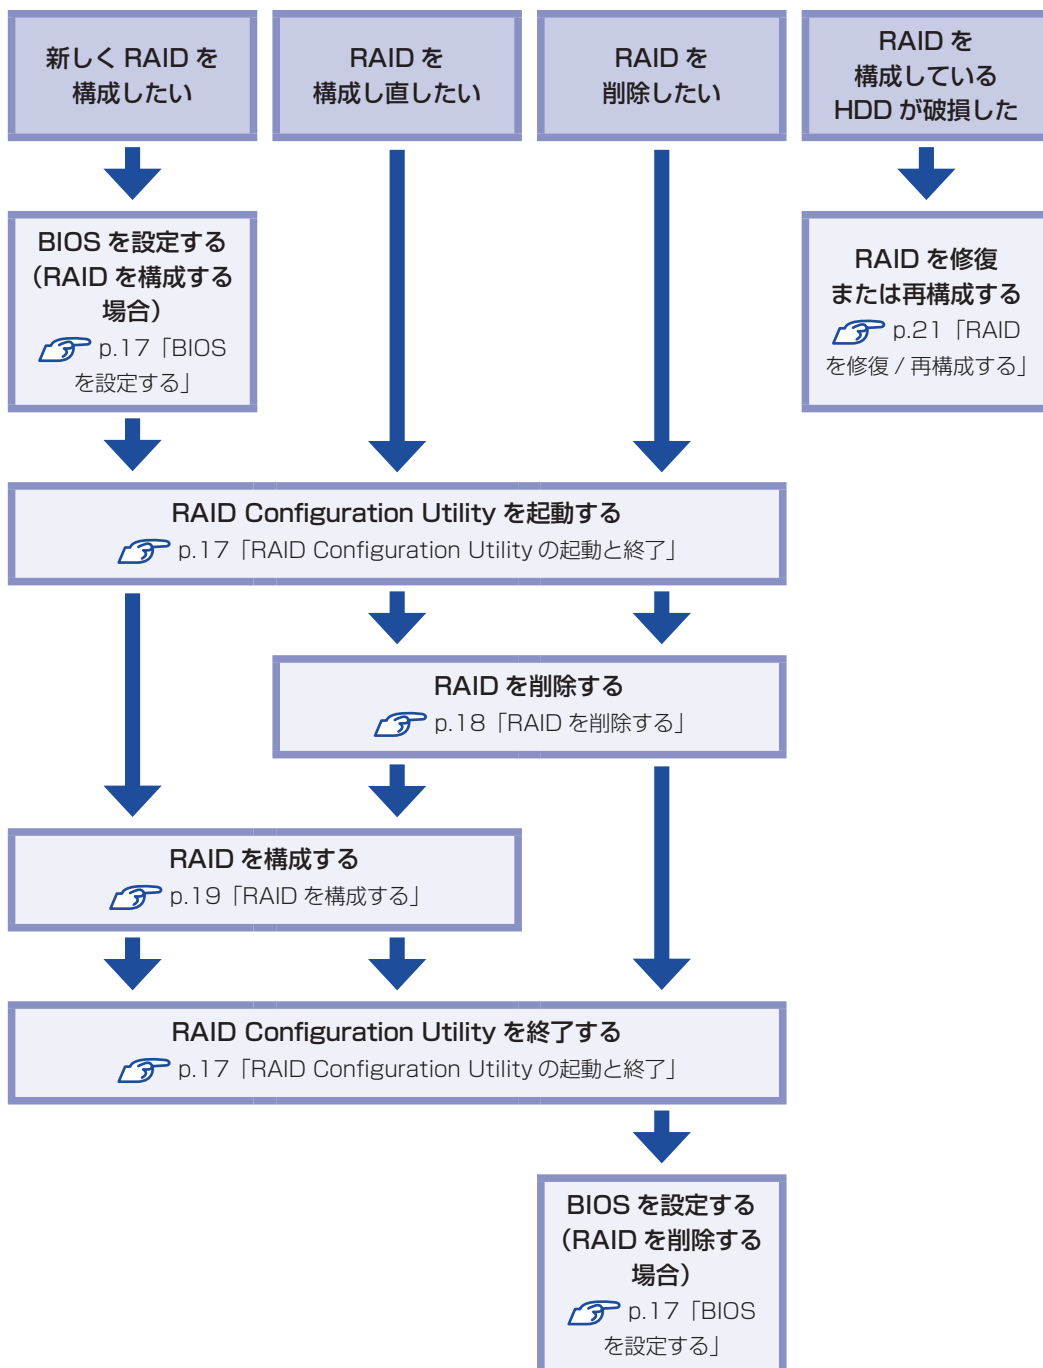 新しく RAID を
構成したい
RAID を
構成し直したい
RAID を
削除したい
RAID を
構成している
HDD が破損した
BIOS を設定する
（RAID を構成する
場合）
p.17「BIOS
を設定する」
RAID を修復
または再構成する
p.21「RAID
を修復 / 再構成する」
RAID Configuration Utility を起動する
p.17「RAID Configuration Utility の起動と終了」
RAID を削除する
p.18「RAID を削除する」
RAID を構成する
p.19「RAID を構成する」
RAID Configuration Utility を終了する
p.17「RAID Configuration Utility の起動と終了」
BIOS を設定する
（RAID を削除する
場合）
p.17「BIOS
を設定する」